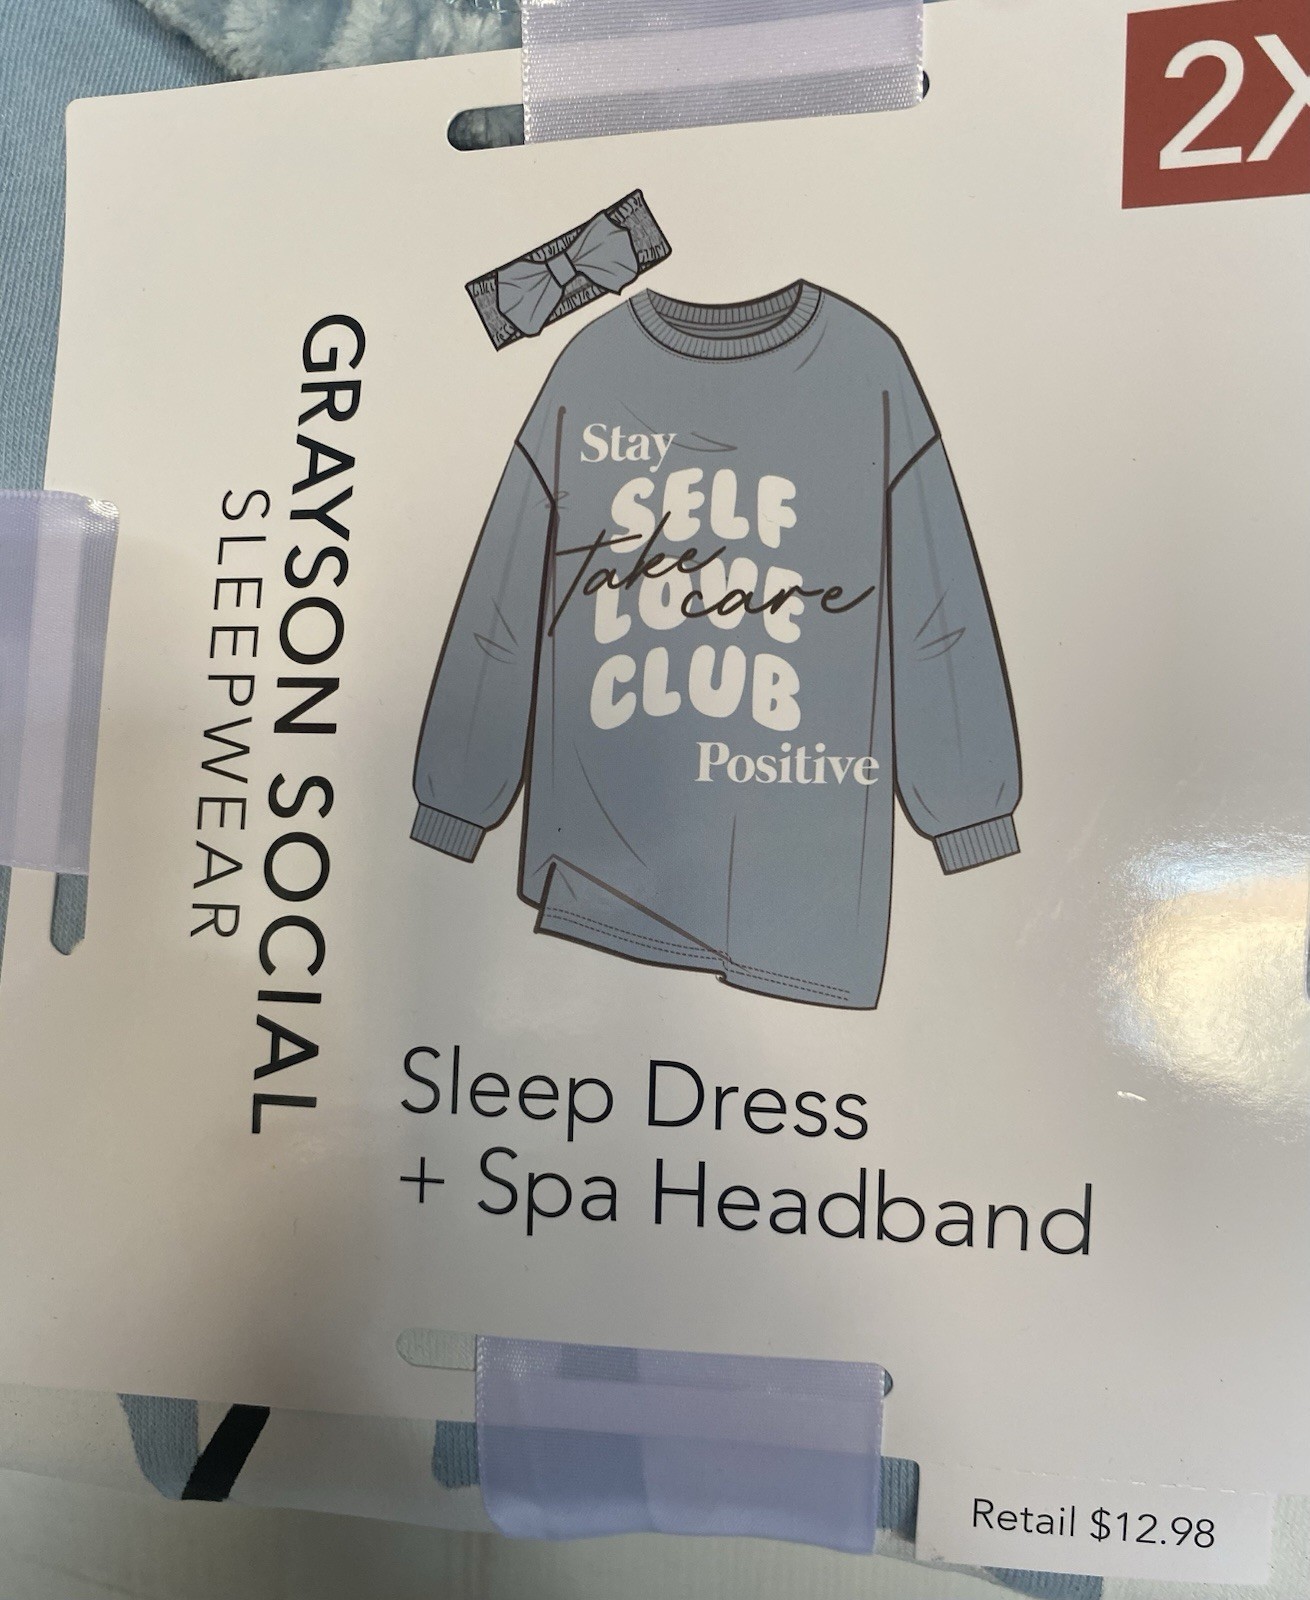 2X
GRAYSON SOCIAL
SLEEPWEAR
Stay
SELF
take
LOVE
care
CLUB
Positive
Sleep Dress
+ Spa Headband
Retail $12.98